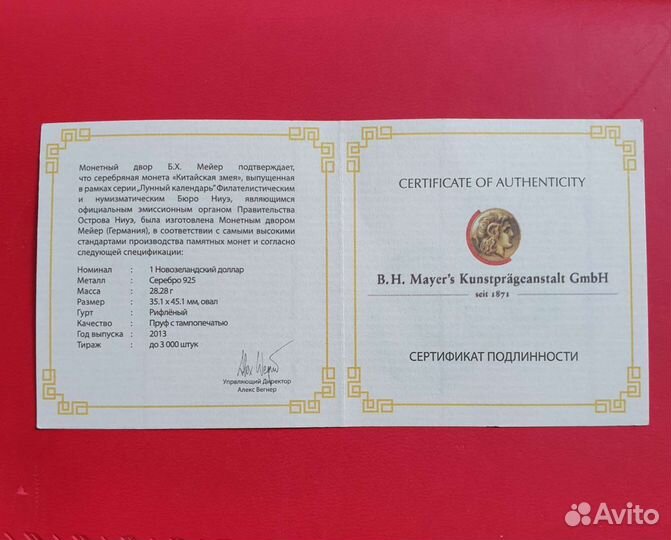 Монетный двор Б.Х. Мейер подтверждает,
что серебряная монета «Китайская змея», выпущенная
в рамках серии „Лунный календарь" Филателистическим
и нумизматическим Бюро Ниуэ, являющимся
официальным эмиссионным органом Правительства
Острова Ниуэ, была изготовлена Монетным двором
Мейер (Германия), в соответствии с самыми высокими
стандартами производства памятных монет и согласно
следующей спецификации:
Номинал : 1 Новозеландский доллар
Металл : Серебро 925
Масса : 28.28 г
Размер : 35.1 x 45.1 мм, овал
Гурт : Рифлёный
Качество : Пруф с тампопечатью
Год выпуска : 2013
Тираж : до 3 000 штук
Управляющий Директор
Алекс Вегнер
CERTIFICATE OF AUTHENTICITY
B. H. Mayer's Kunstprägeanstalt GmbH
seit 1871
СЕРТИФИКАТ ПОДЛИННОСТИ
Avito